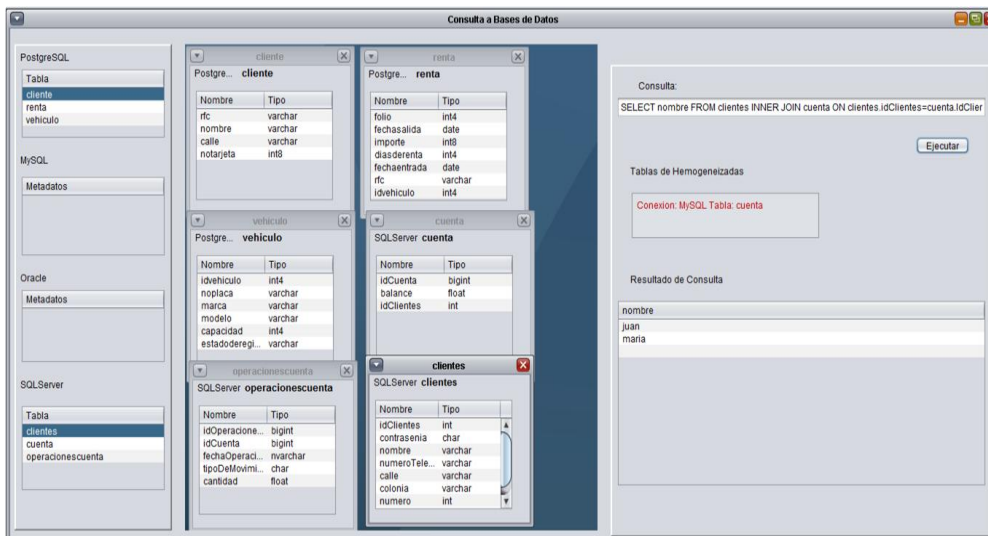 Consulta a Bases de Datos
PostgreSQL
Tabla
cliente
renta
vehiculo
MySQL
Metadatos
Oracle
Metadatos
SQLServer
Tabla
clientes
cuenta
operacionescuenta
cliente
Postgre... cliente
Nombre Tipo
rfc varchar
nombre varchar
calle varchar
notarjeta int8
renta
Postgre... renta
Nombre Tipo
folio int4
fechasalida date
importe int8
diasderenta int4
fechaentrada date
rfc varchar
idvehiculo int4
vehiculo
Postgre... vehiculo
Nombre Tipo
idvehiculo int4
noplaca varchar
marca varchar
modelo varchar
capacidad int4
estadoderegi... varchar
cuenta
SQLServer cuenta
Nombre Tipo
idCuenta bigint
balance float
idClientes int
operacionescuenta
SQLServer operacionescuenta
Nombre Tipo
idOperacione... bigint
idCuenta bigint
fechaOperaci... nvarchar
tipoDeMovimi... char
cantidad float
clientes
SQLServer clientes
Nombre Tipo
idClientes int
contrasenia char
nombre varchar
numeroTele... varchar
calle varchar
colonia varchar
numero int
Consulta:
SELECT nombre FROM clientes INNER JOIN cuenta ON clientes.idClientes=cuenta.IdClier
Ejecutar
Tablas de Hemogeneizadas
Conexion: MySQL Tabla: cuenta
Resultado de Consulta
nombre
juan
maria